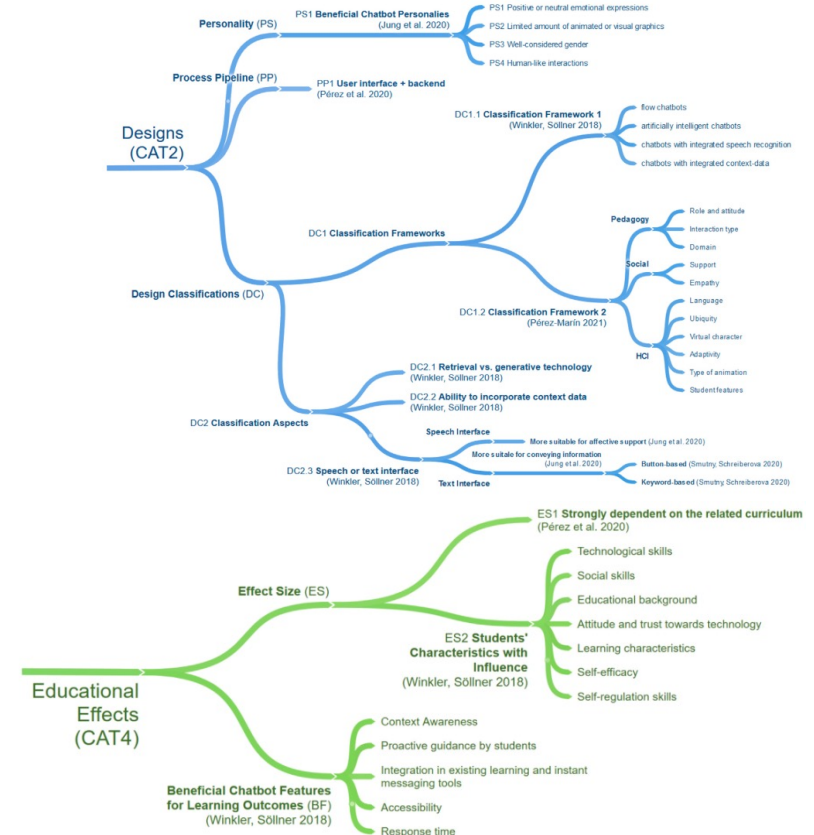 Personality (PS)
PS1 Beneficial Chatbot Personalies
(Jung et al. 2020)
PS1 Positive or neutral emotional expressions
PS2 Limited amount of animated or visual graphics
PS3 Well-considered gender
PS4 Human-like interactions
Process Pipeline (PP)
PP1 User interface + backend
(Pérez et al. 2020)
Designs
(CAT2)
DC1.1 Classification Framework 1
(Winkler, Söllner 2018)
flow chatbots
artificially intelligent chatbots
chatbots with integrated speech recognition
chatbots with integrated context-data
DC1 Classification Frameworks
Design Classifications (DC)
DC1.2 Classification Framework 2
(Pérez-Marín 2021)
Pedagogy
Role and attitude
Interaction type
Domain
Social
Support
Empathy
HCI
Language
Ubiquity
Virtual character
Adaptivity
Type of animation
Student features
DC2 Classification Aspects
DC2.1 Retrieval vs. generative technology
(Winkler, Söllner 2018)
DC2.2 Ability to incorporate context data
(Winkler, Söllner 2018)
DC2.3 Speech or text interface
(Winkler, Söllner 2018)
Speech Interface
More suitable for affective support (Jung et al. 2020)
More suitale for conveying information
(Jung et al. 2020)
Text Interface
Button-based (Smutny, Schreiberova 2020)
Keyword-based (Smutny, Schreiberova 2020)
Educational
Effects
(CAT4)
Effect Size (ES)
ES1 Strongly dependent on the related curriculum
(Pérez et al. 2020)
ES2 Students'
Characteristics with
Influence
(Winkler, Söllner 2018)
Technological skills
Social skills
Educational background
Attitude and trust towards technology
Learning characteristics
Self-efficacy
Self-regulation skills
Beneficial Chatbot Features
for Learning Outcomes (BF)
(Winkler, Söllner 2018)
Context Awareness
Proactive guidance by students
Integration in existing learning and instant
messaging tools
Accessibility
Response time